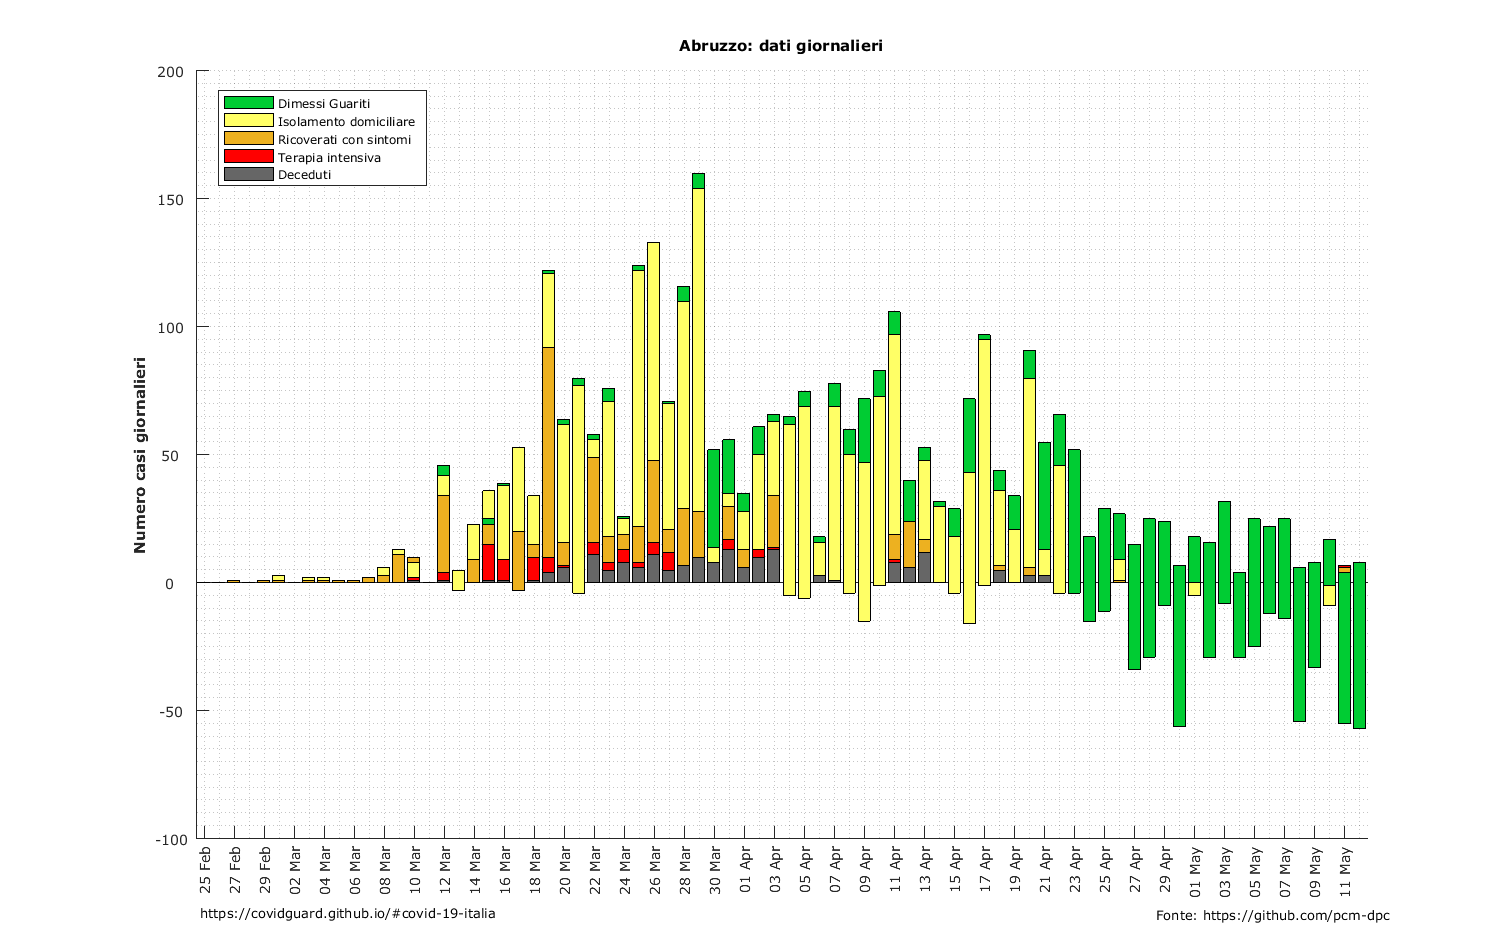 Abruzzo: dati giornalieri
Dimessi Guariti
Isolamento domiciliare
Ricoverati con sintomi
Terapia intensiva
Deceduti
Numero casi giornalieri
200
150
100
50
0
-50
-100
25 Feb
27 Feb
29 Feb
02 Mar
04 Mar
06 Mar
08 Mar
10 Mar
12 Mar
14 Mar
16 Mar
18 Mar
20 Mar
22 Mar
24 Mar
26 Mar
28 Mar
30 Mar
01 Apr
03 Apr
05 Apr
07 Apr
09 Apr
11 Apr
13 Apr
15 Apr
17 Apr
19 Apr
21 Apr
23 Apr
25 Apr
27 Apr
29 Apr
01 May
03 May
05 May
07 May
09 May
11 May
https://covidguard.github.io/#covid-19-italia
Fonte: https://github.com/pcm-dpc